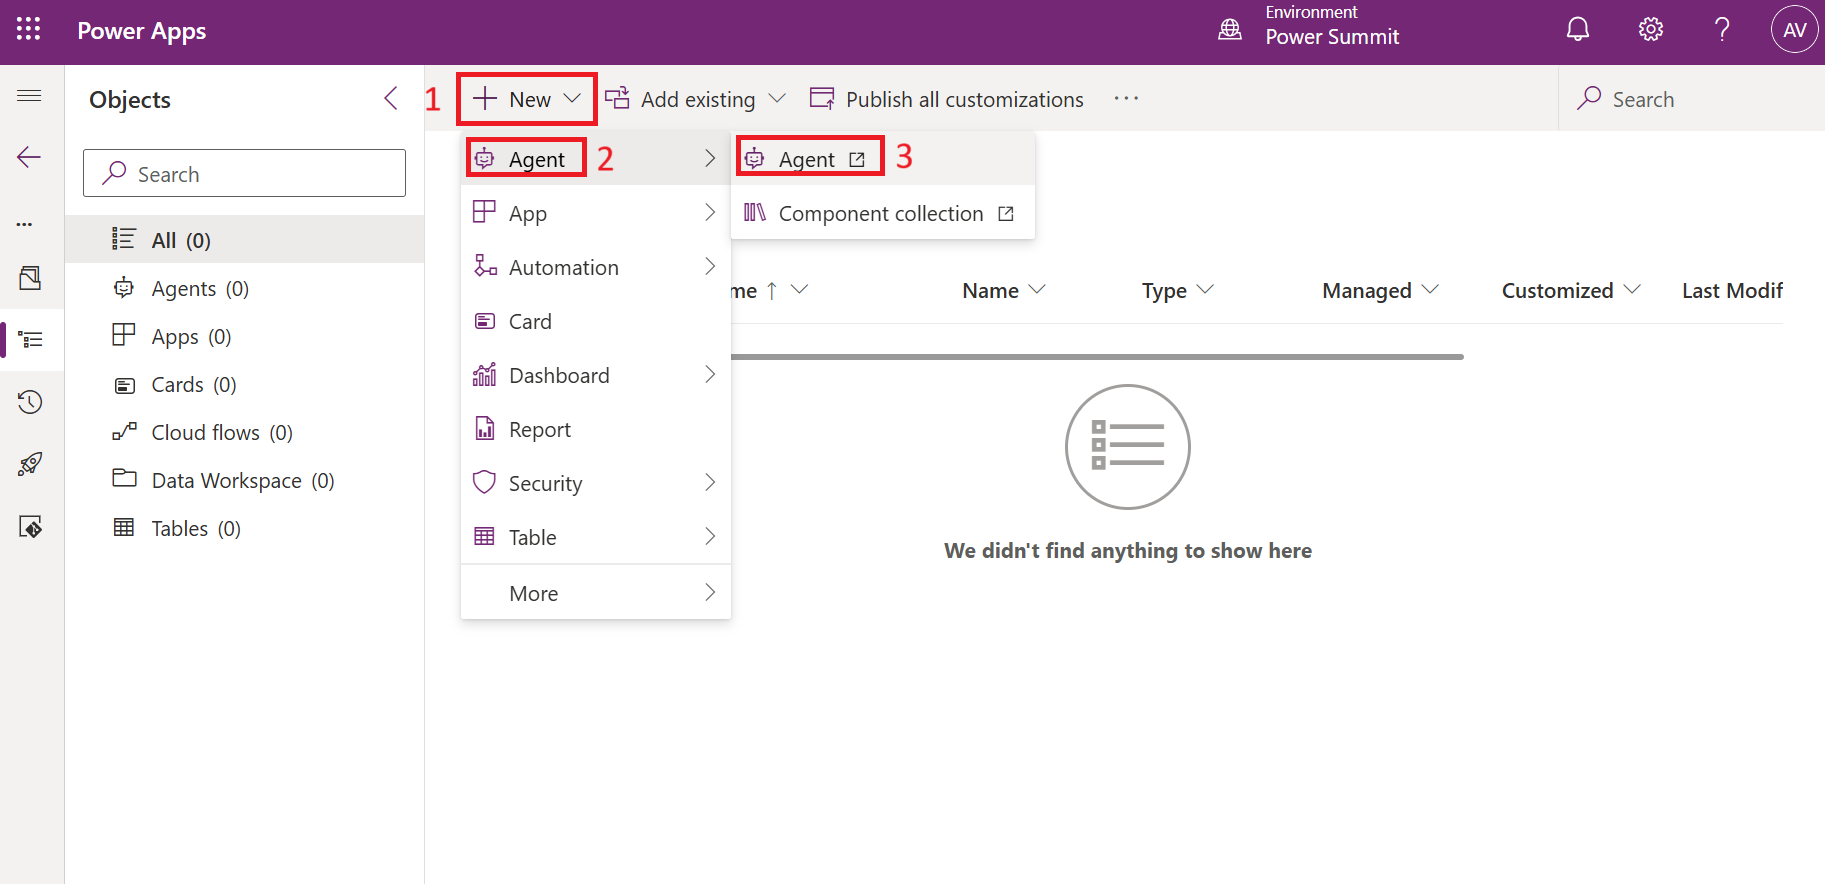 Power Apps
Environment
Power Summit
AV
Objects
1
New
Add existing
Publish all customizations
...
Search
Search
Agent
2
Agent
3
App
Component collection
...
All (0)
Agents (0)
Automation
me ↑
Name
Type
Managed
Customized
Last Modif
Apps (0)
Card
Cards (0)
Dashboard
Cloud flows (0)
Report
Data Workspace (0)
Security
Tables (0)
Table
More
We didn't find anything to show here